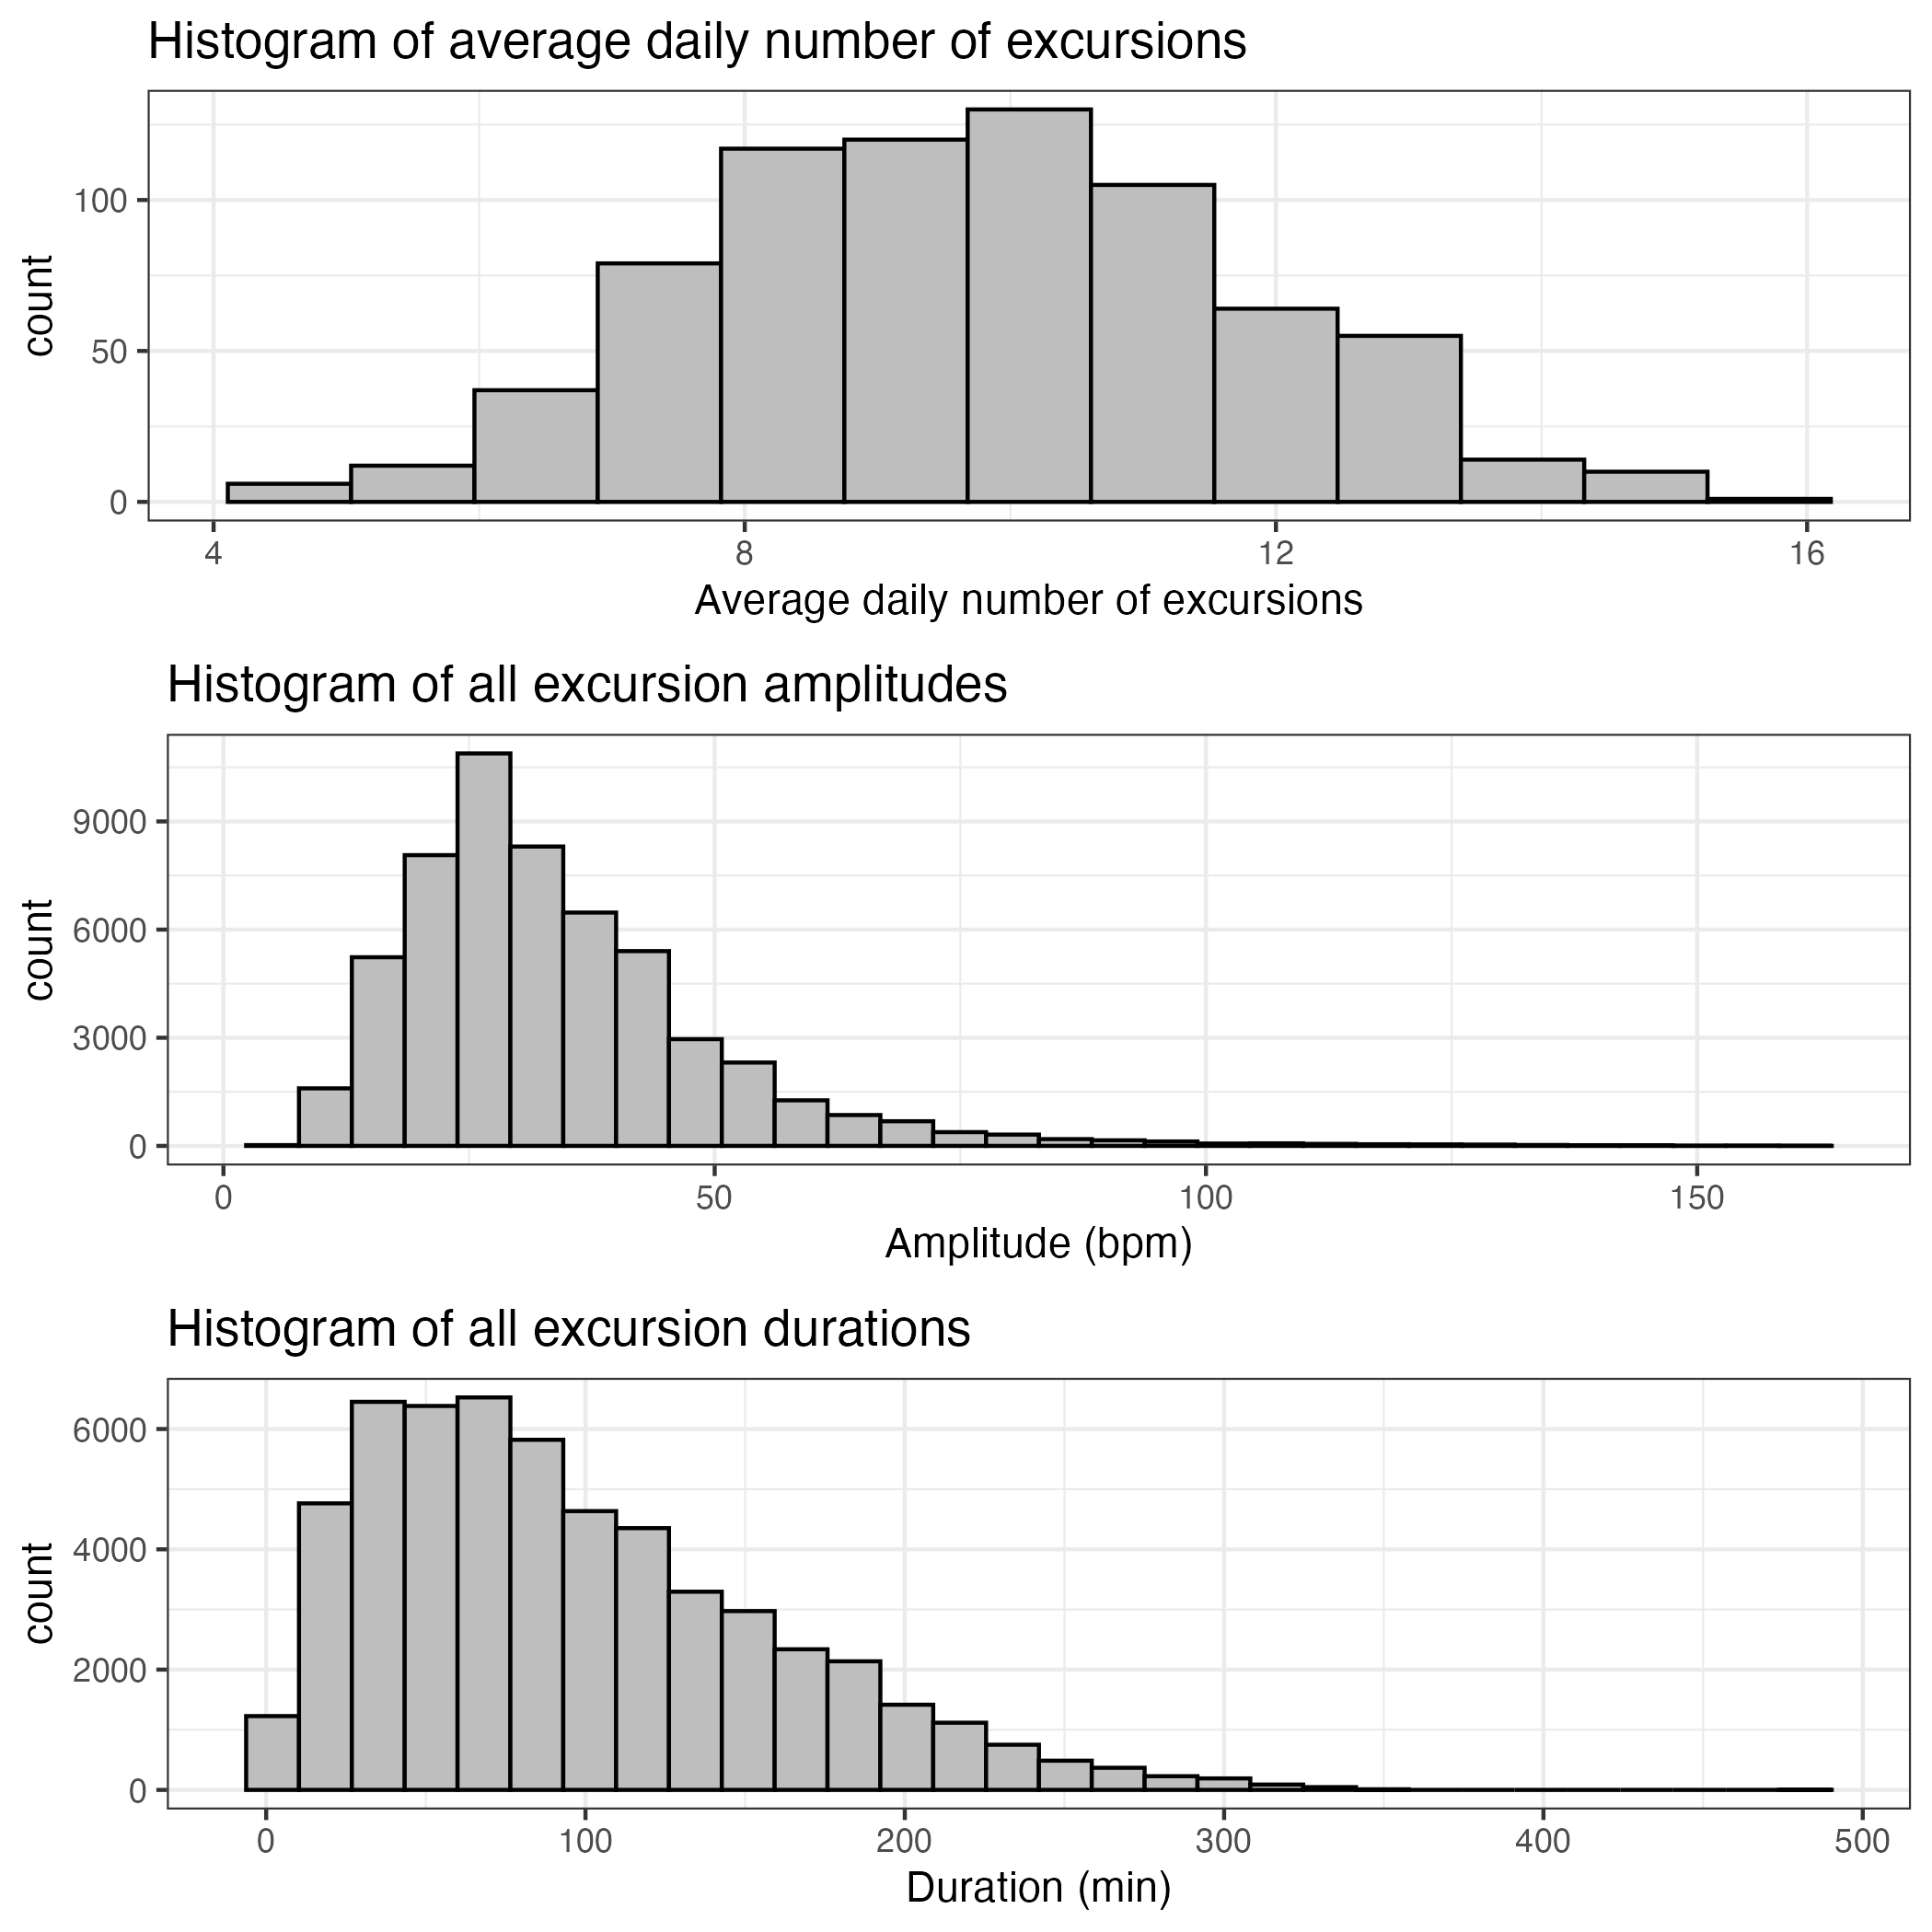 Histogram of average daily number of excursions
100
50
0
count
4 8 12 16
Average daily number of excursions
Histogram of all excursion amplitudes
9000
6000
3000
0
count
0 50 100 150
Amplitude (bpm)
Histogram of all excursion durations
6000
4000
2000
0
count
0 100 200 300 400 500
Duration (min)